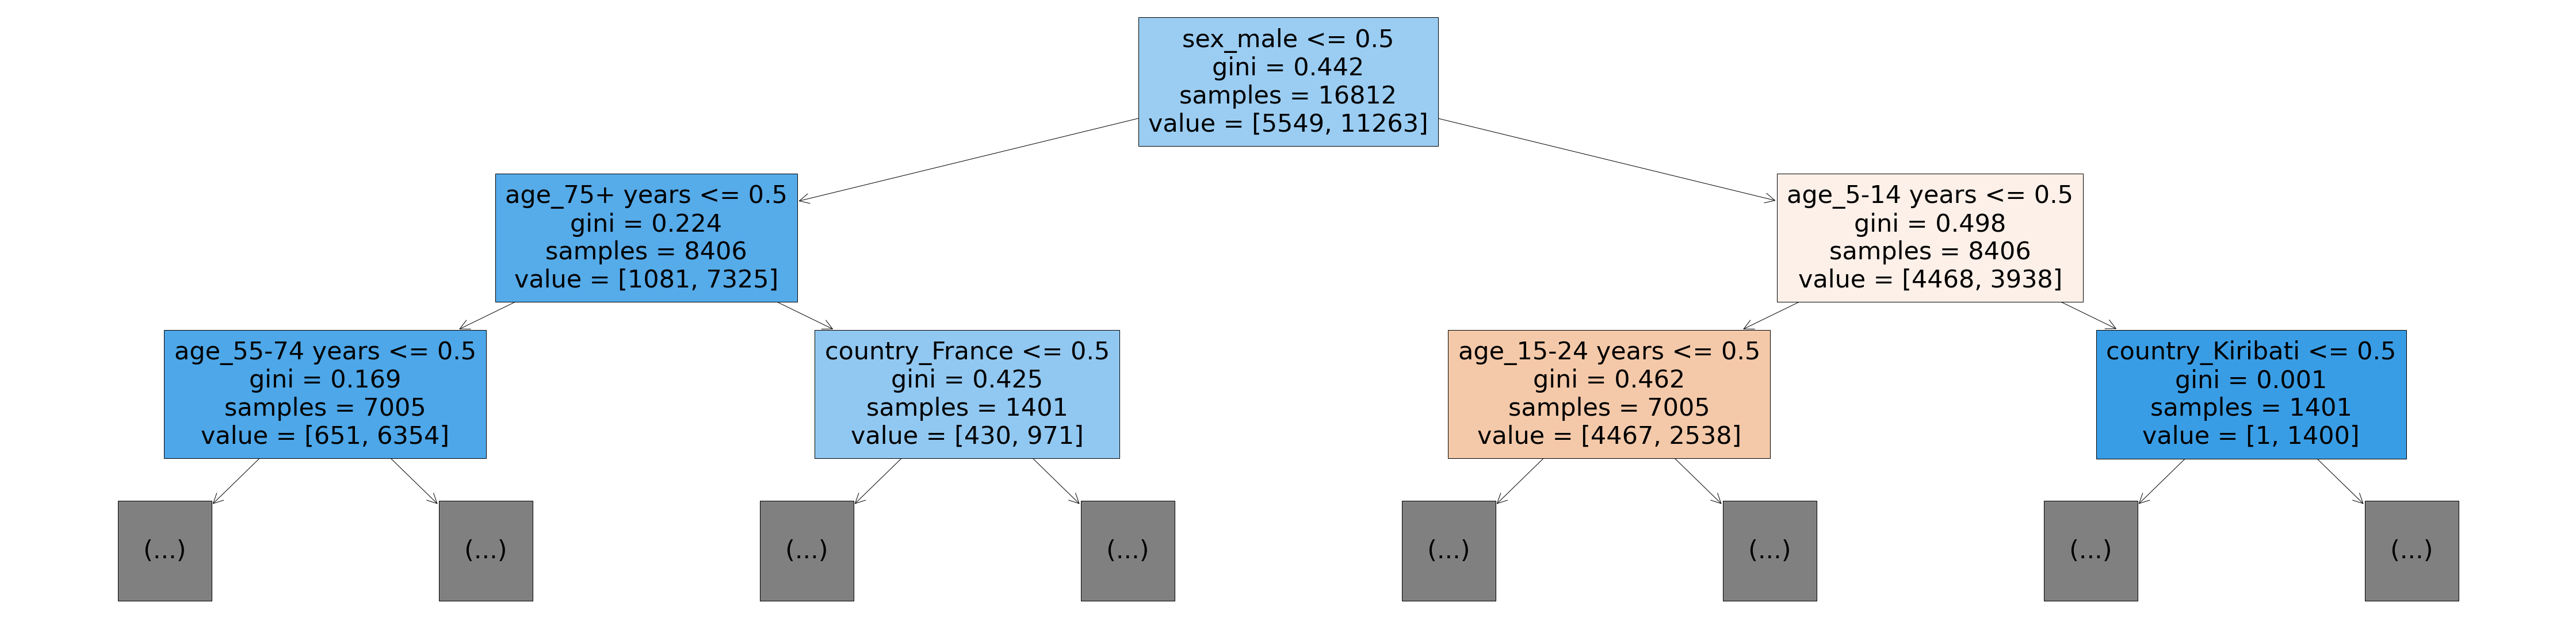 sex_male <= 0.5
gini = 0.442
samples = 16812
value = [5549, 11263]
age_75+ years <= 0.5
gini = 0.224
samples = 8406
value = [1081, 7325]
age_5-14 years <= 0.5
gini = 0.498
samples = 8406
value = [4468, 3938]
age_55-74 years <= 0.5
gini = 0.169
samples = 7005
value = [651, 6354]
country_France <= 0.5
gini = 0.425
samples = 1401
value = [430, 971]
age_15-24 years <= 0.5
gini = 0.462
samples = 7005
value = [4467, 2538]
country_Kiribati <= 0.5
gini = 0.001
samples = 1401
value = [1, 1400]
(...)
(...)
(...)
(...)
(...)
(...)
(...)
(...)